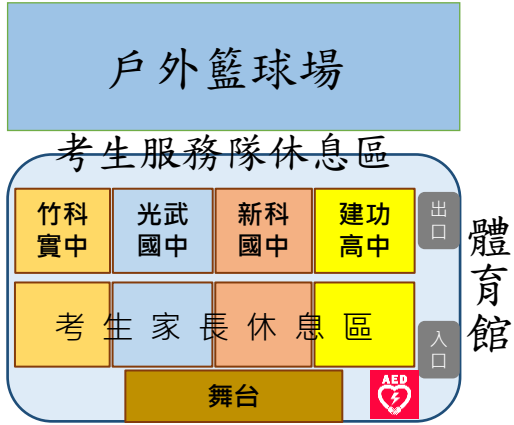 戶外籃球場
考生服務隊休息區
竹科
實中
光武
國中
新科
國中
建功
高中
出
口
體
育
館
考生家長休息區
入
口
舞台
AED